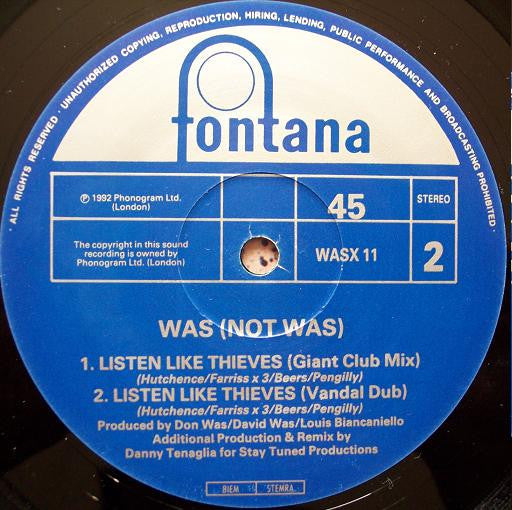 · ALL RIGHTS RESERVED · UNAUTHORIZED COPYING, REPRODUCTION, HIRING, LENDING, PUBLIC PERFORMANCE AND BROADCASTING PROHIBITED ·
fontana
℗ 1992 Phonogram Ltd.
(London)
45
STEREO
The copyright in this sound
recording is owned by
Phonogram Ltd. (London)
WASX 11
2
WAS (NOT WAS)
1. LISTEN LIKE THIEVES (Giant Club Mix)
(Hutchence/Farriss x 3/Beers/Pengilly)
2. LISTEN LIKE THIEVES (Vandal Dub)
(Hutchence/Farriss x 3/Beers/Pengilly)
Produced by Don Was/David Was/Louis Biancaniello
Additional Production & Remix by
Danny Tenaglia for Stay Tuned Productions
BIEM STEMRA